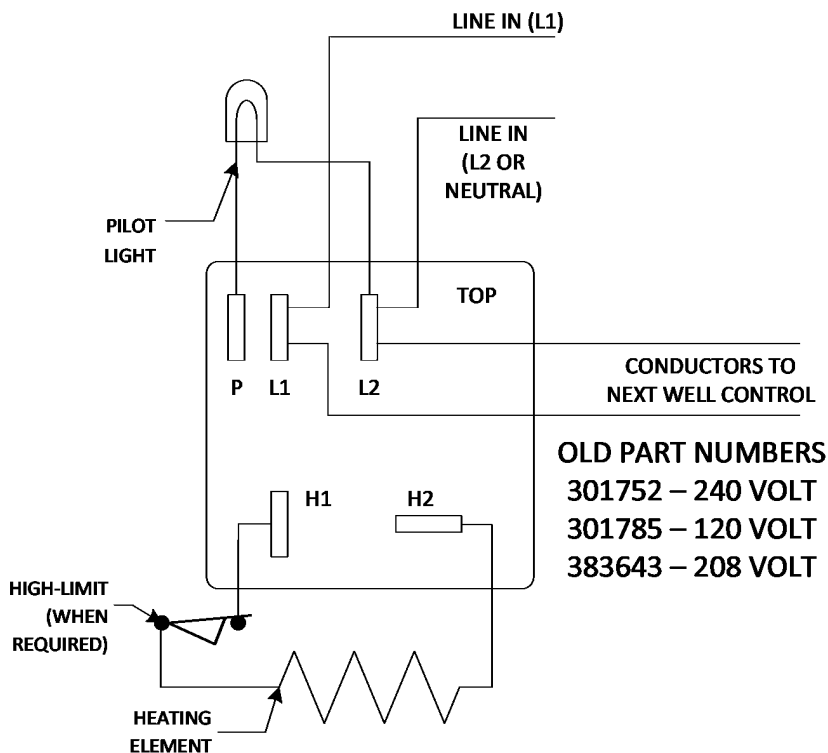 LINE IN (L1)
LINE IN
(L2 OR
NEUTRAL)
PILOT
LIGHT
TOP
P
L1
L2
CONDUCTORS TO
NEXT WELL CONTROL
OLD PART NUMBERS
301752 – 240 VOLT
301785 – 120 VOLT
383643 – 208 VOLT
H1
H2
HIGH-LIMIT
(WHEN
REQUIRED)
HEATING
ELEMENT